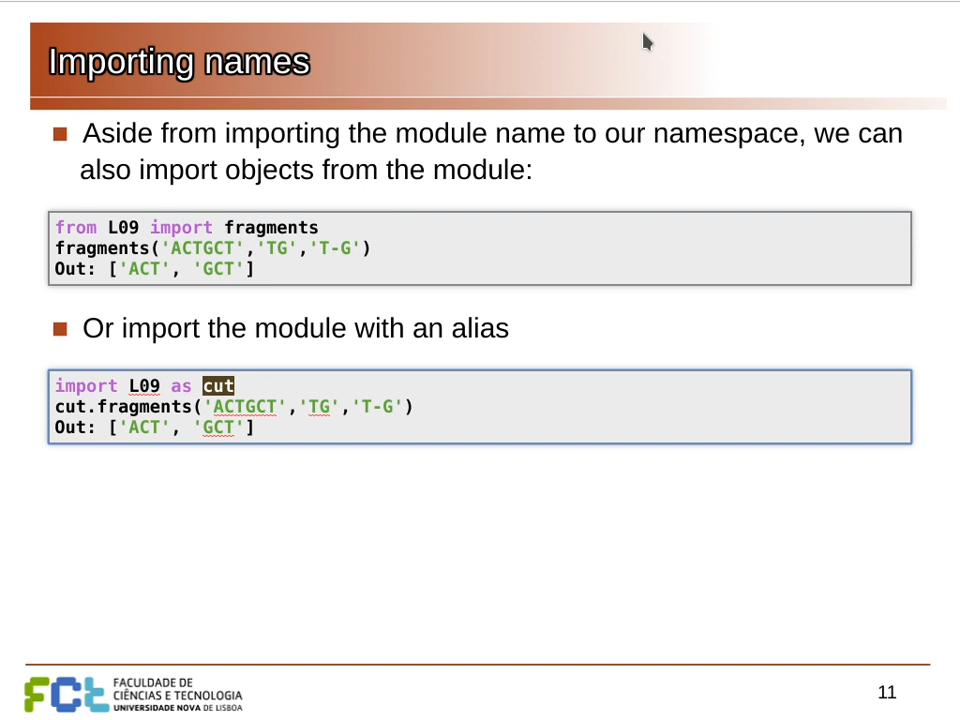 Importing names
Aside from importing the module name to our namespace, we can
also import objects from the module:
from L09 import fragments
fragments('ACTGCT','TG','T-G')
Out: ['ACT', 'GCT']
Or import the module with an alias
import L09 as cut
cut.fragments('ACTGCT','TG','T-G')
Out: ['ACT', 'GCT']
FCt
FACULDADE DE
CIÊNCIAS E TECNOLOGIA
UNIVERSIDADE NOVA DE LISBOA
11